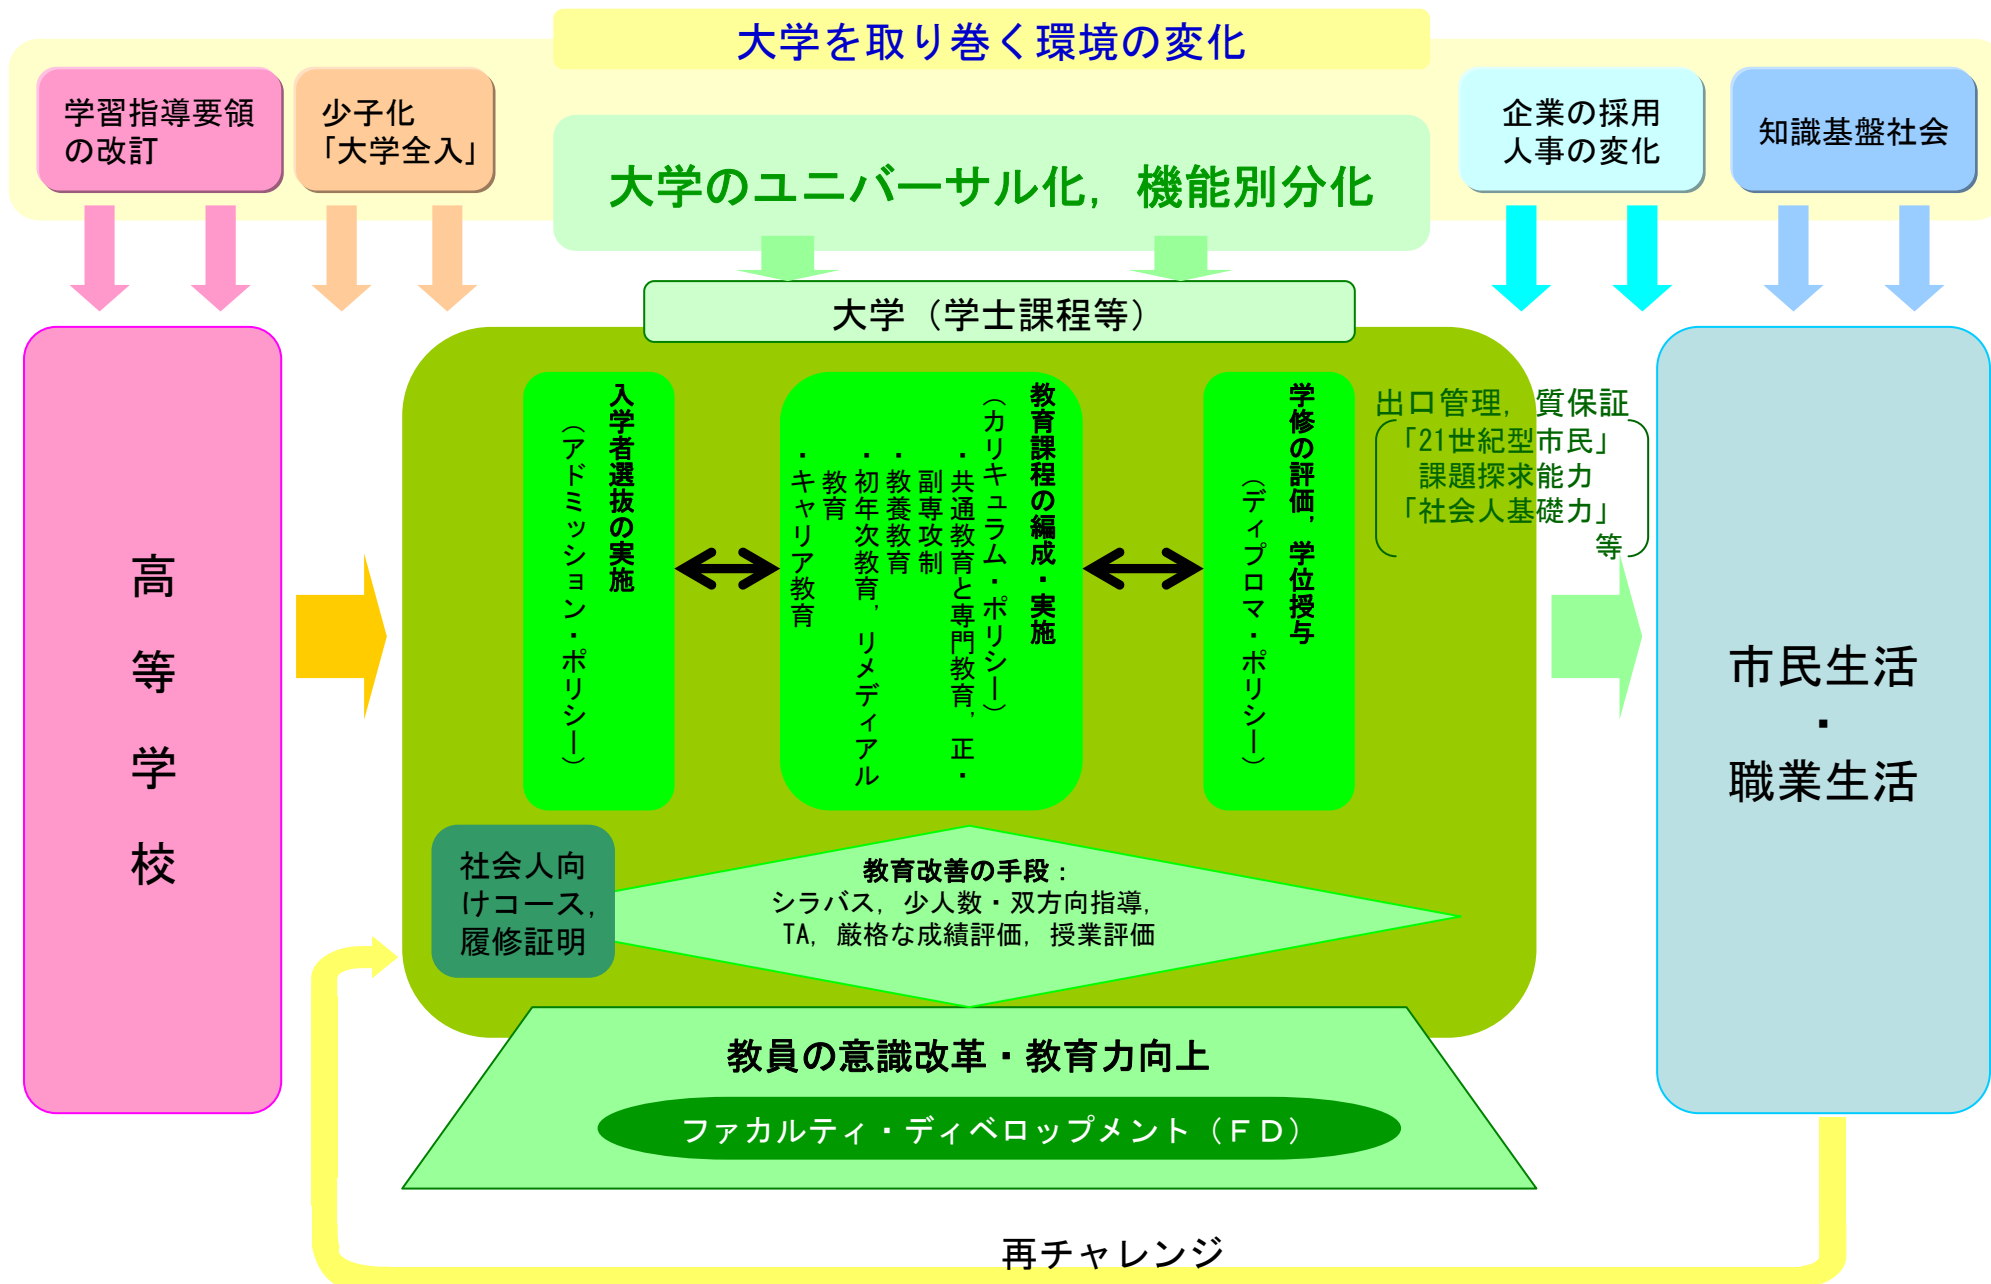 大学を取り巻く環境の変化
学習指導要領
の改訂
少子化
「大学全入」
大学のユニバーサル化，機能別分化
企業の採用
人事の変化
知識基盤社会
大学（学士課程等）
高等学校
入学者選抜の実施
（アドミッション・ポリシー）
教育課程の編成・実施
（カリキュラム・ポリシー）
・共通教育と専門教育，正・
副専攻制
・教養教育
・初年次教育，リメディアル
教育
・キャリア教育
学修の評価，学位授与
（ディプロマ・ポリシー）
出口管理，質保証
「21世紀型市民」
課題探求能力
「社会人基礎力」
等
市民生活
・
職業生活
社会人向
けコース，
履修証明
教育改善の手段：
シラバス，少人数・双方向指導，
TA，厳格な成績評価，授業評価
教員の意識改革・教育力向上
ファカルティ・ディベロップメント（ＦＤ）
再チャレンジ